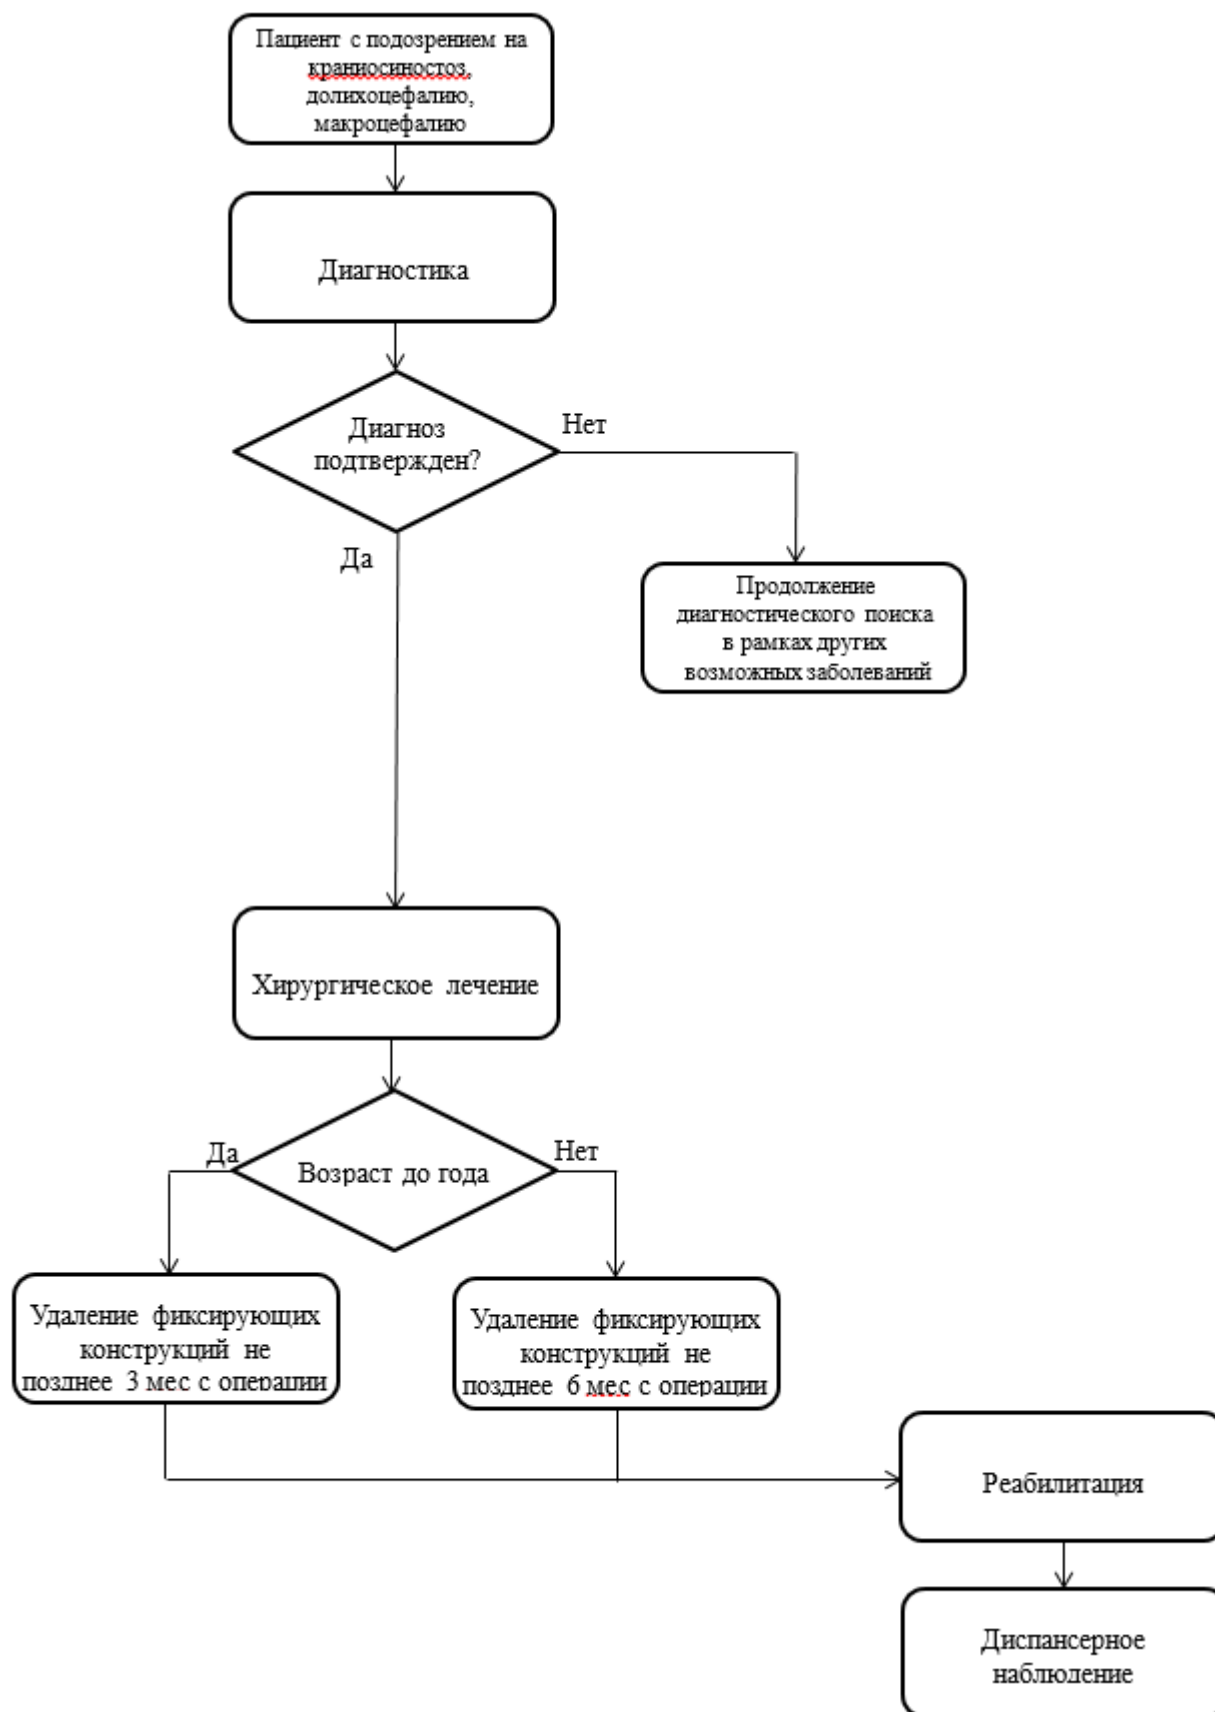 Пациент с подозрением на
краниосиностоз,
долихоцефалию,
макроцефалию
Диагностика
Диагноз
подтвержден?
Нет
Да
Продолжение
диагностического поиска
в рамках других
возможных заболеваний
Хирургическое лечение
Да
Возраст до года
Нет
Удаление фиксирующих
конструкций не
позднее 3 мес с операции
Удаление фиксирующих
конструкций не
позднее 6 мес с операции
Реабилитация
Диспансерное
наблюдение